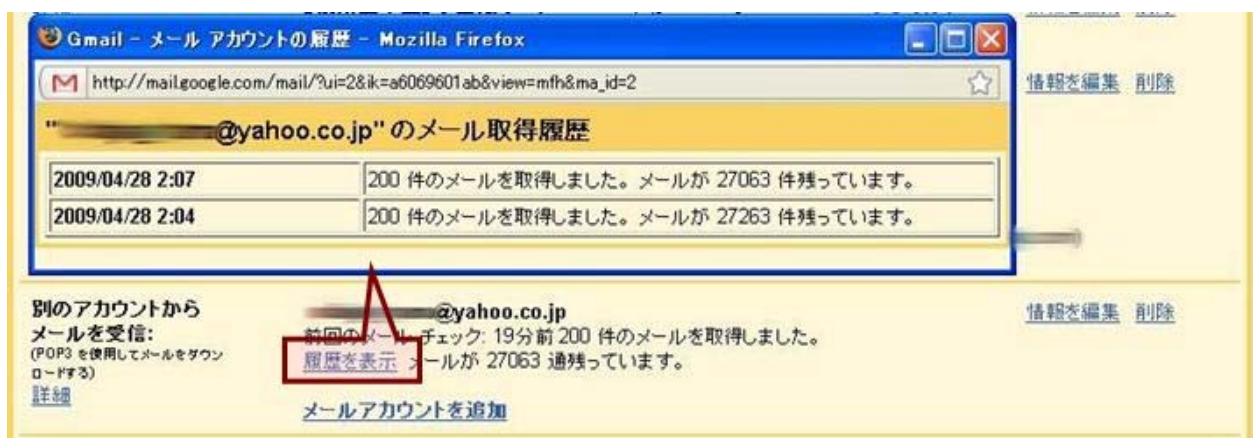 Gmail - メール アカウントの履歴 - Mozilla Firefox
http://mail.google.com/mail/?ui=2&ik=a6069601ab&view=mfh&ma_id=2
情報を編集 削除
"@yahoo.co.jp" のメール取得履歴
2009/04/28 2:07 200 件のメールを取得しました。メールが 27063 件残っています。
2009/04/28 2:04 200 件のメールを取得しました。メールが 27263 件残っています。
別のアカウントから
メールを受信:
(POP3 を使用してメールをダウン
ロードする)
詳細
@yahoo.co.jp
前回のメール チェック: 19分前 200 件のメールを取得しました。
履歴を表示 メールが 27063 通残っています。
メールアカウントを追加
情報を編集 削除